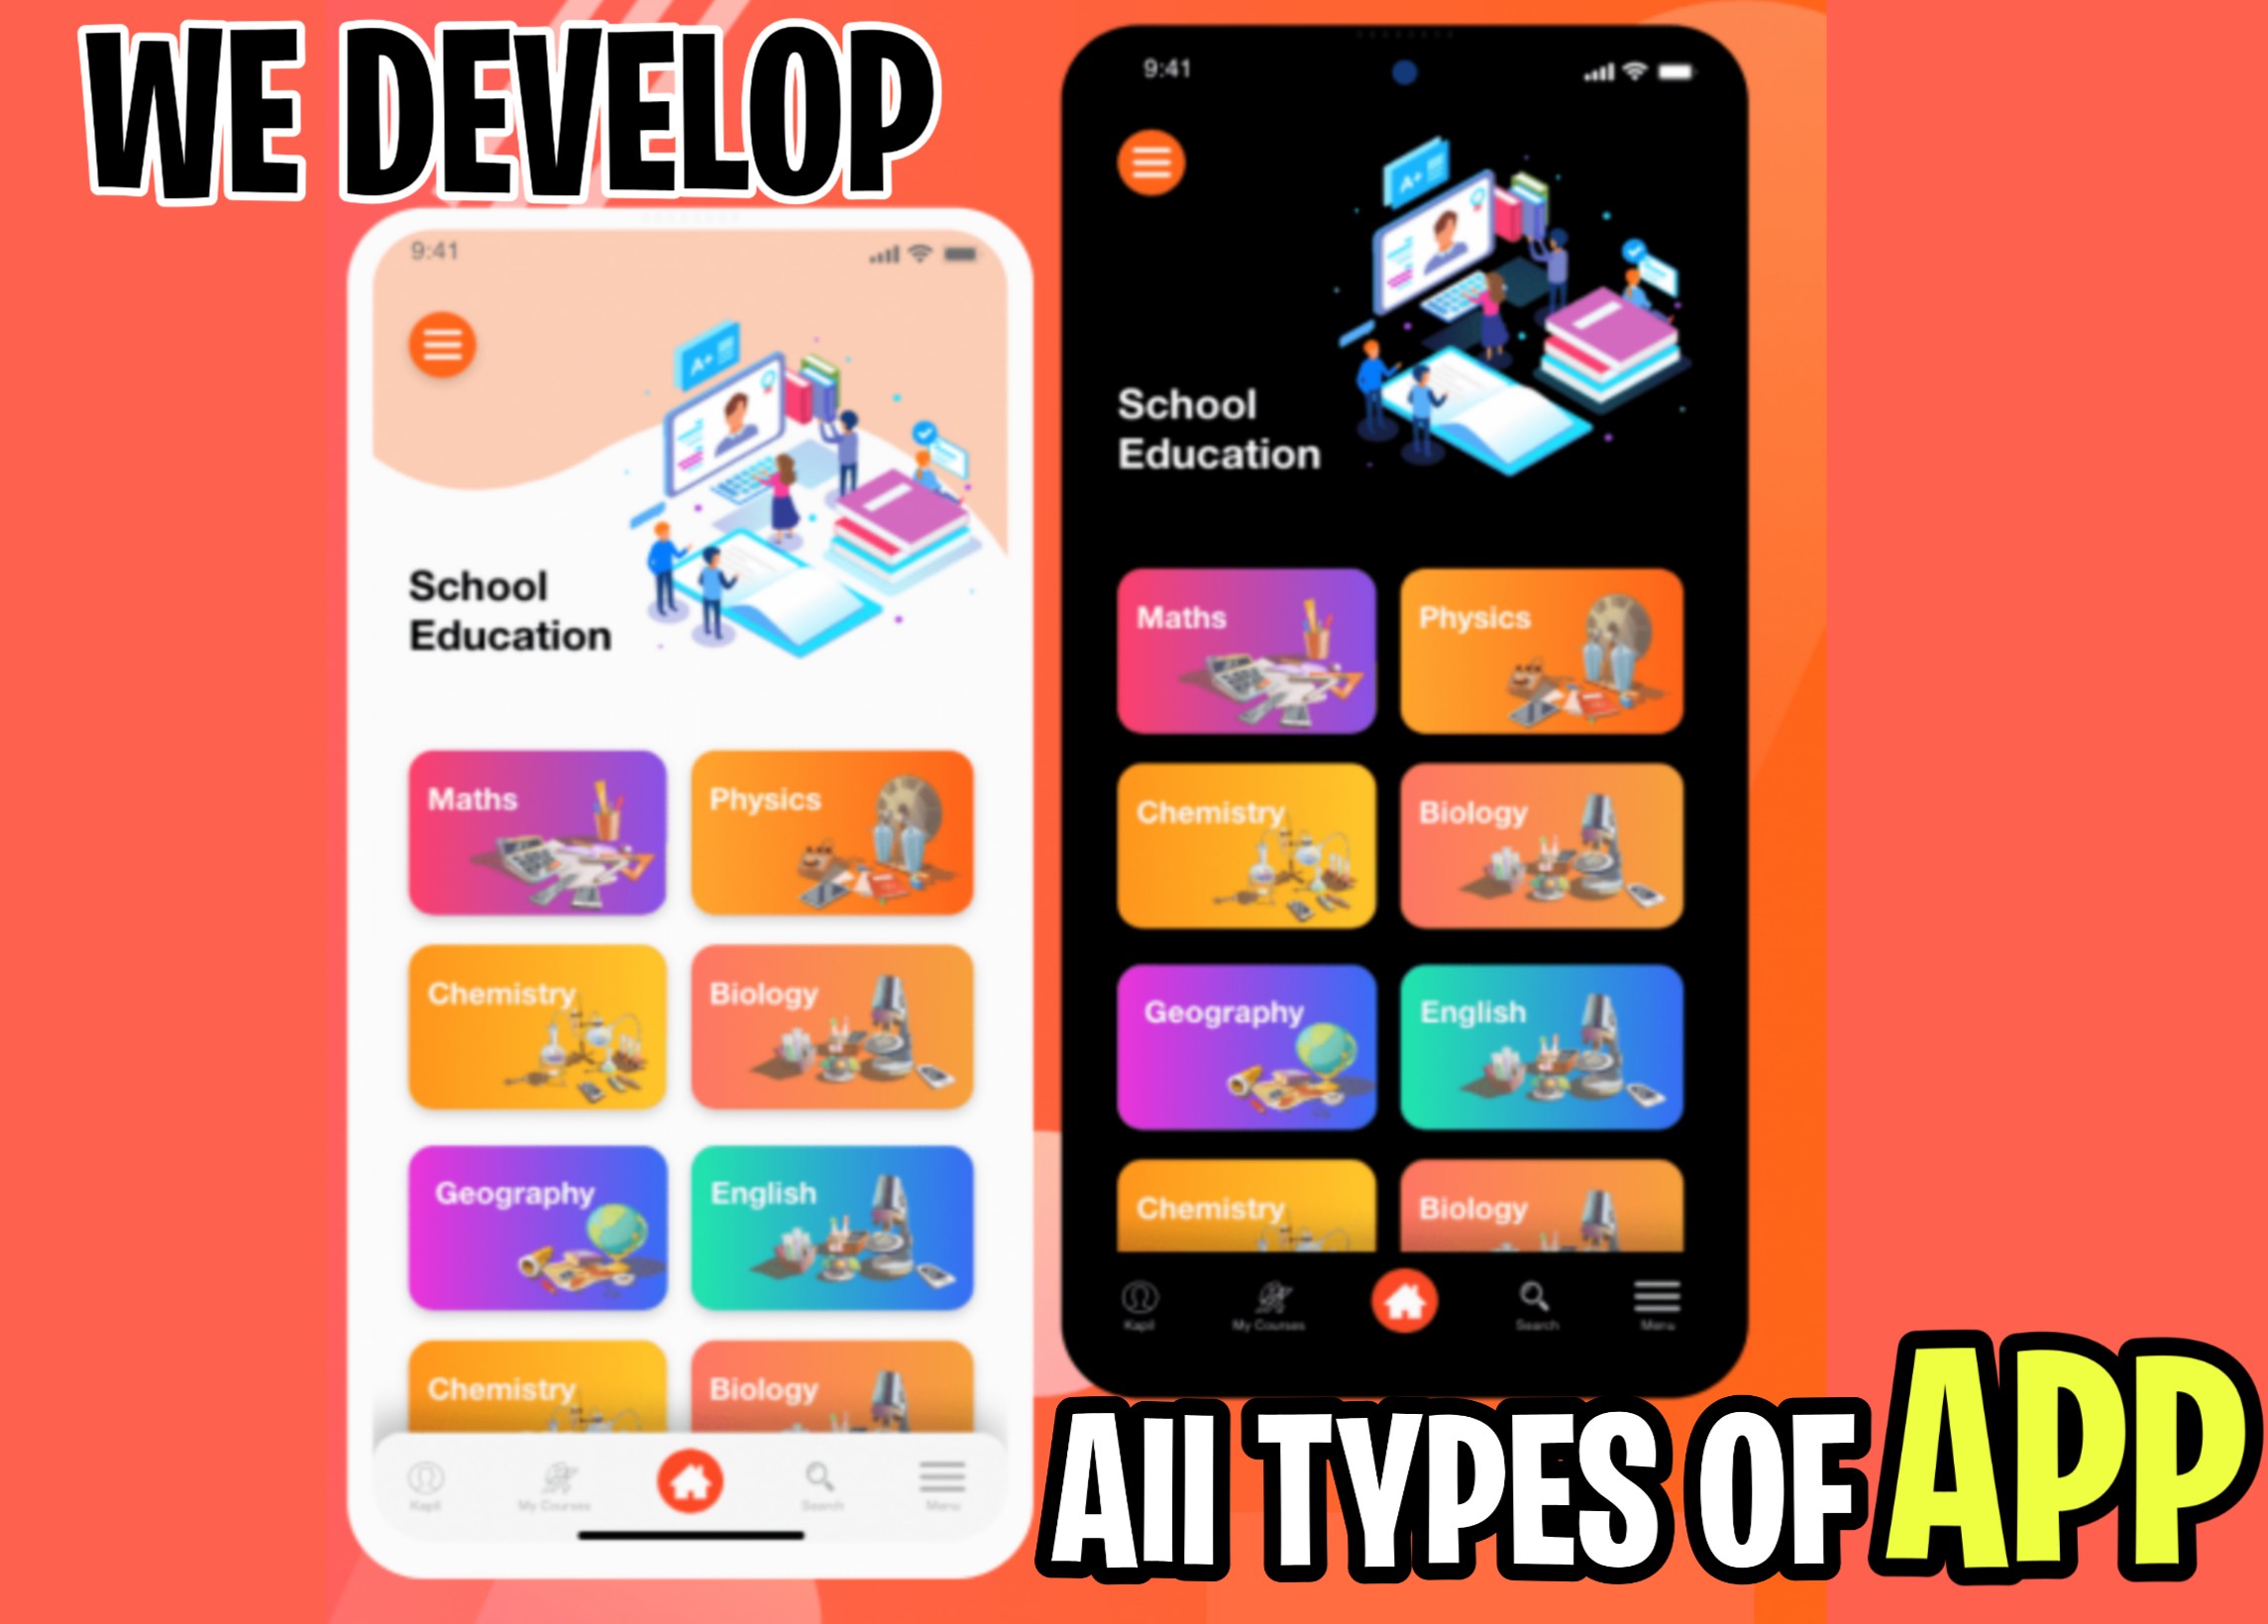 WE DEVELOP
9:41
A+
School
Education
Maths
Physics
Chemistry
Biology
Geography
English
Chemistry
Biology
Kapil
My Courses
Search
Menu
9:41
A+
School
Education
Maths
Physics
Chemistry
Biology
Geography
English
Chemistry
Biology
Kapil
My Courses
Search
Menu
All TYPES OF APP